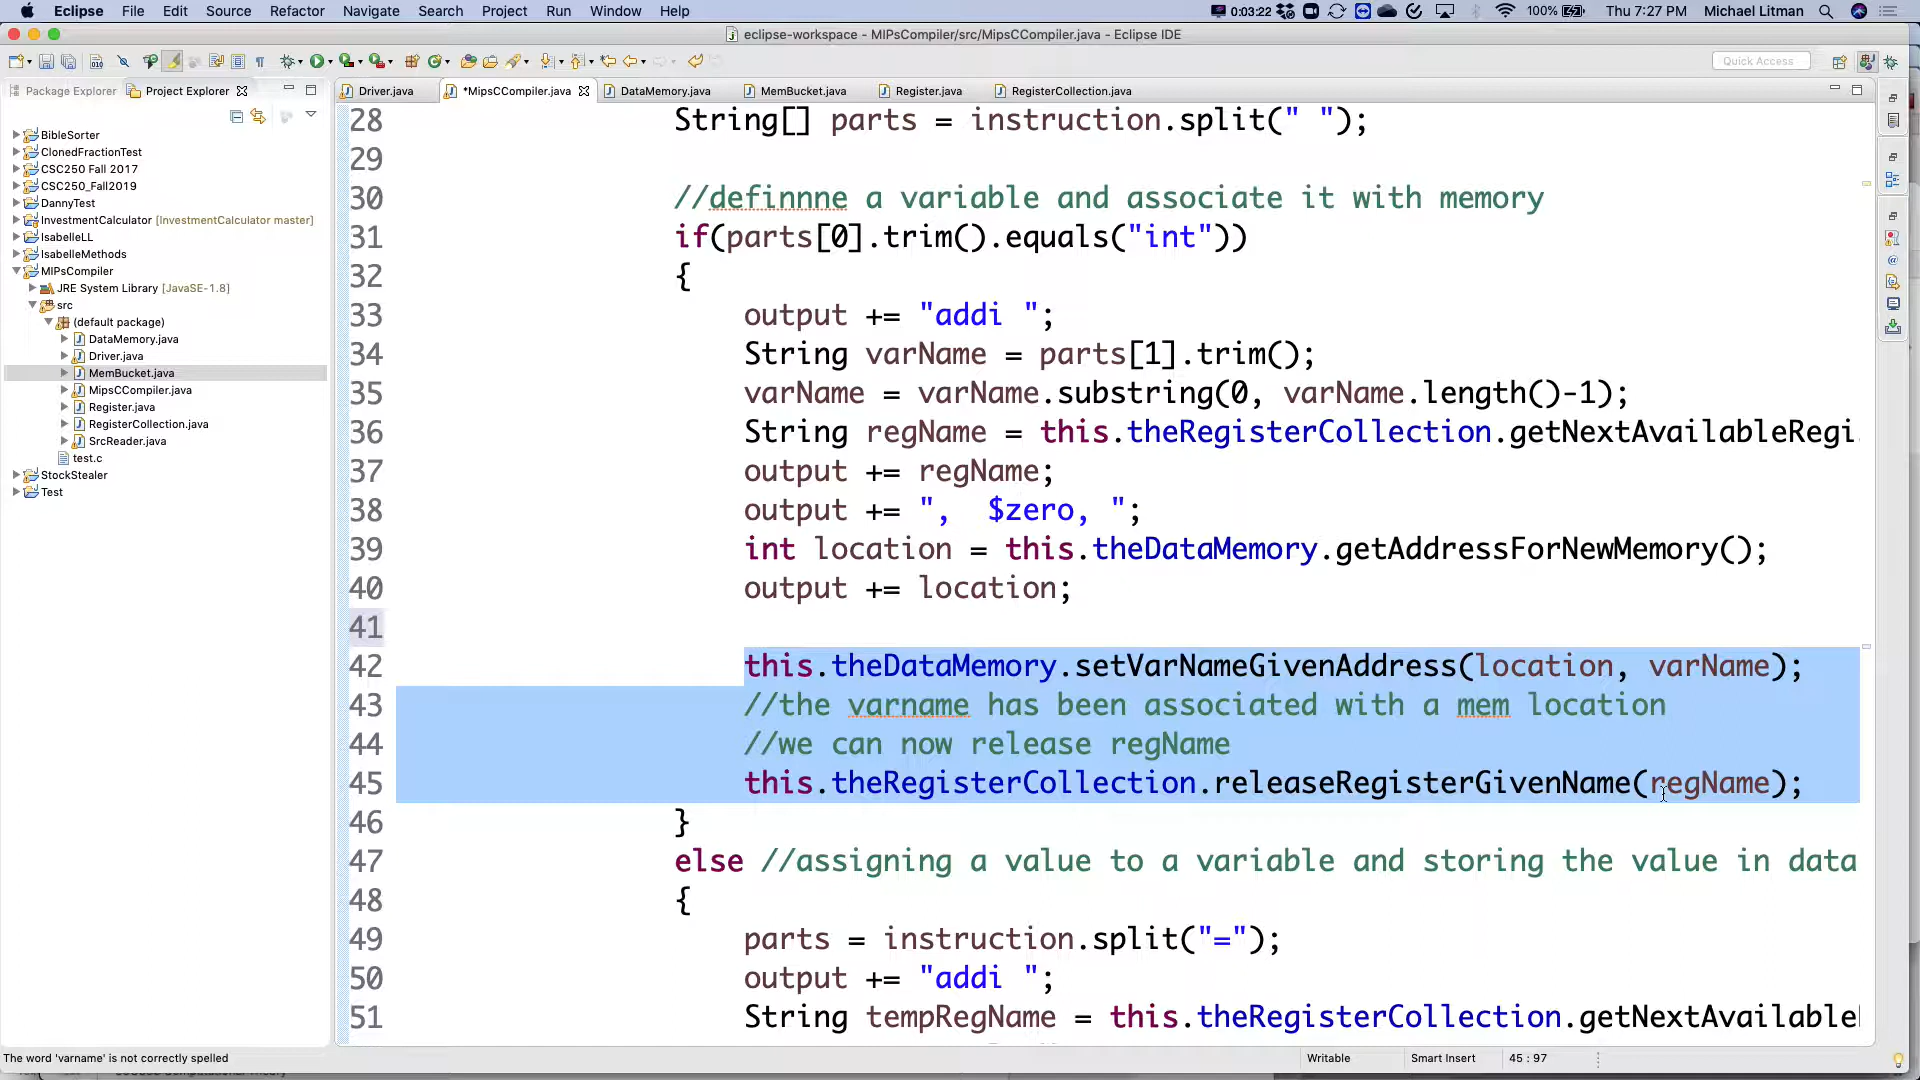 Eclipse File Edit Source Refactor Navigate Search Project Run Window Help 0:03:22 100% Thu 7:27 PM Michael Litman
eclipse-workspace - MIPsCompiler/src/MipsCCompiler.java - Eclipse IDE
Quick Access
Package Explorer Project Explorer
Driver.java *MipsCCompiler.java DataMemory.java MemBucket.java Register.java RegisterCollection.java
BibleSorter
ClonedFractionTest
CSC250 Fall 2017
CSC250_Fall2019
DannyTest
InvestmentCalculator [InvestmentCalculator master]
IsabelleLL
IsabelleMethods
MIPsCompiler
JRE System Library [JavaSE-1.8]
src
(default package)
DataMemory.java
Driver.java
MemBucket.java
MipsCCompiler.java
Register.java
RegisterCollection.java
SrcReader.java
test.c
StockStealer
Test
28 String[] parts = instruction.split(" ");
29
30 //definnne a variable and associate it with memory
31 if(parts[0].trim().equals("int"))
32 {
33 output += "addi ";
34 String varName = parts[1].trim();
35 varName = varName.substring(0, varName.length()-1);
36 String regName = this.theRegisterCollection.getNextAvailableRegi
37 output += regName;
38 output += ",  $zero, ";
39 int location = this.theDataMemory.getAddressForNewMemory();
40 output += location;
41
42 this.theDataMemory.setVarNameGivenAddress(location, varName);
43 //the varname has been associated with a mem location
44 //we can now release regName
45 this.theRegisterCollection.releaseRegisterGivenName(regName);
46 }
47 else //assigning a value to a variable and storing the value in data
48 {
49 parts = instruction.split("=");
50 output += "addi ";
51 String tempRegName = this.theRegisterCollection.getNextAvailable
The word 'varname' is not correctly spelled Writable Smart Insert 45 : 97